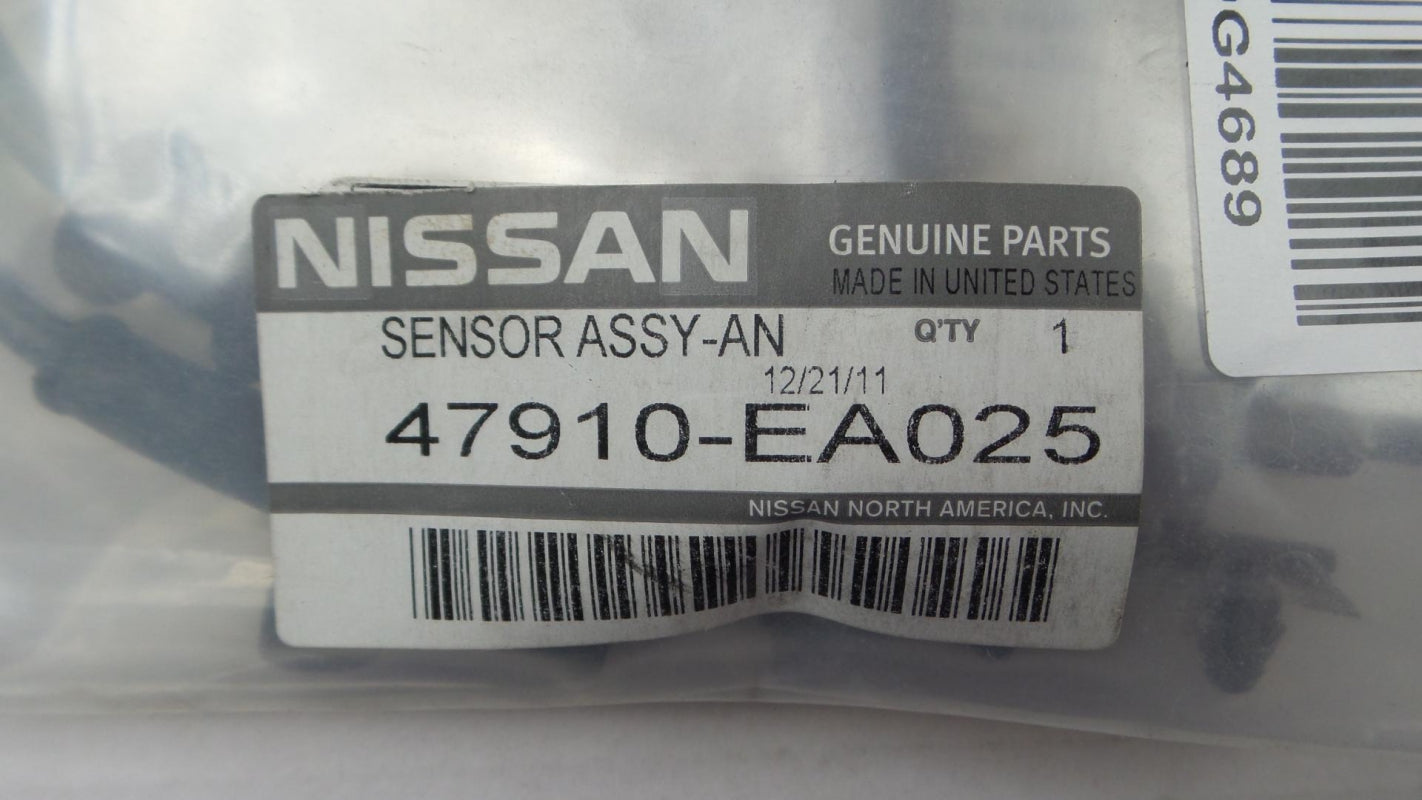 NISSAN
GENUINE PARTS
MADE IN UNITED STATES
SENSOR ASSY-AN
Q'TY 1
12/21/11
47910-EA025
NISSAN NORTH AMERICA, INC.
G4689